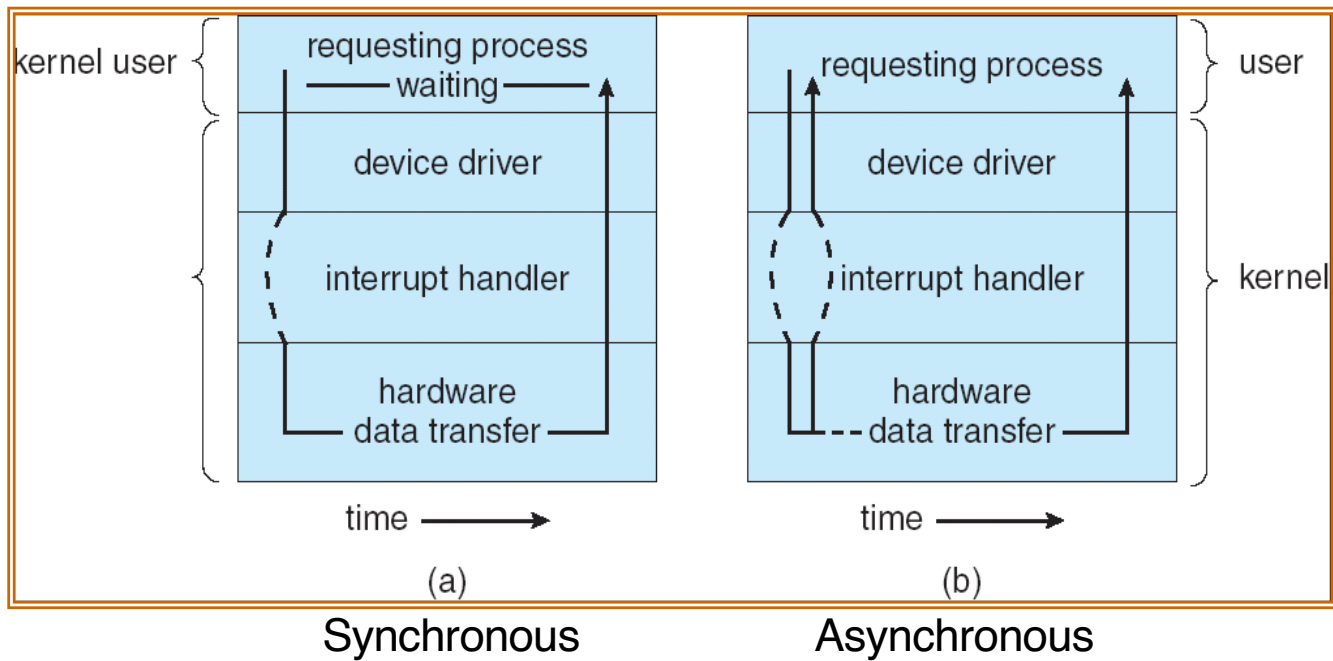 kernel user
requesting process
waiting
device driver
interrupt handler
hardware
data transfer
time
(a)
Synchronous
requesting process
user
device driver
interrupt handler
kernel
hardware
data transfer
time
(b)
Asynchronous